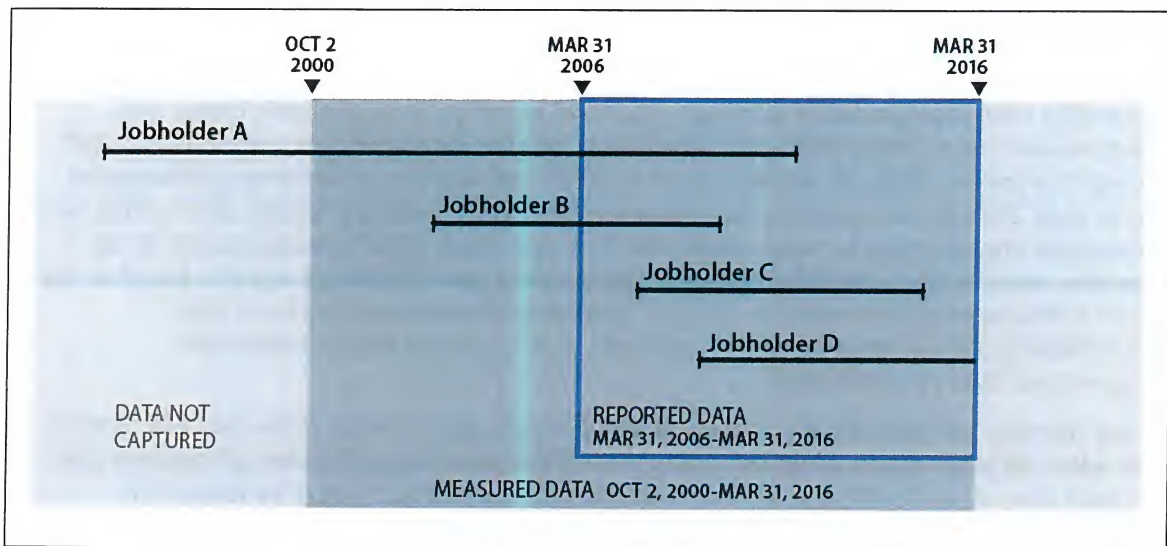 OCT 2
2000
MAR 31
2006
MAR 31
2016
Jobholder A
Jobholder B
Jobholder C
Jobholder D
DATA NOT
CAPTURED
REPORTED DATA
MAR 31, 2006-MAR 31, 2016
MEASURED DATA OCT 2, 2000-MAR 31, 2016